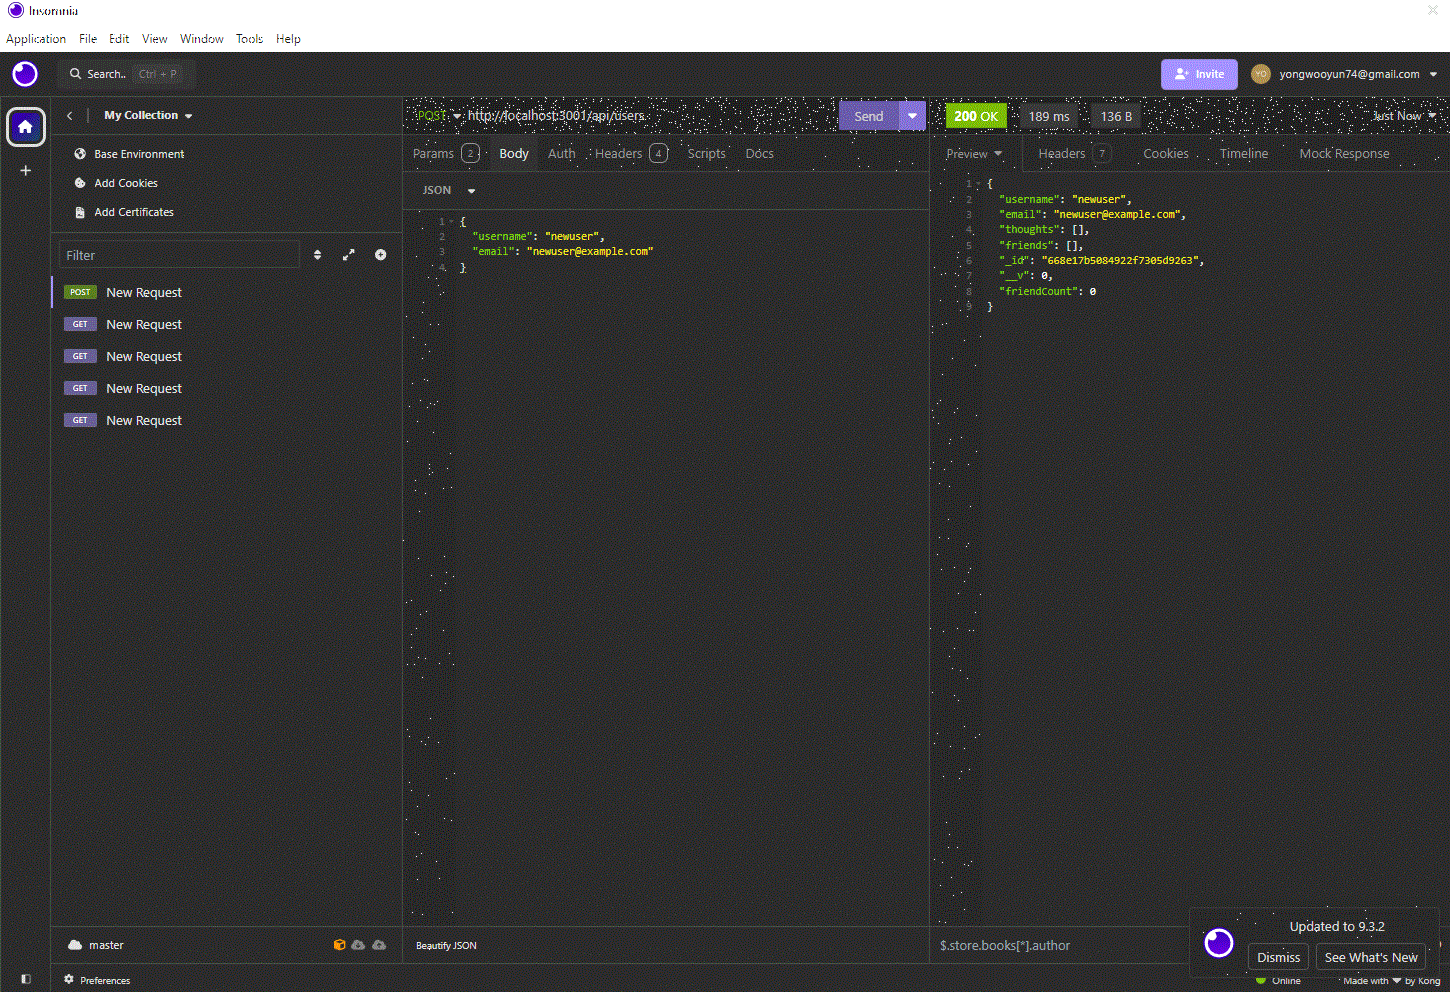 Insomnia
Application File Edit View Window Tools Help
Search.. Ctrl + P
Invite
YO yongwooyun74@gmail.com
My Collection
Base Environment
Add Cookies
Add Certificates
Filter
POST New Request
GET New Request
GET New Request
GET New Request
GET New Request
master
Preferences
POST http://localhost:3001/api/users
Send
Params 2 Body Auth Headers 4 Scripts Docs
JSON
1 {
2 "username": "newuser",
3 "email": "newuser@example.com"
4 }
Beautify JSON
200 OK 189 ms 136 B Just Now
Preview Headers 7 Cookies Timeline Mock Response
1 {
2 "username": "newuser",
3 "email": "newuser@example.com",
4 "thoughts": [],
5 "friends": [],
6 "_id": "668e17b5084922f7305d9263",
7 "__v": 0,
8 "friendCount": 0
9 }
$.store.books[*].author
Updated to 9.3.2
Dismiss See What's New
Online Made with ❤ by Kong